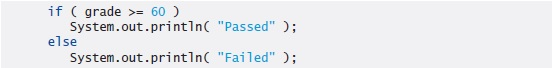 if ( grade >= 60 )
System.out.println( "Passed" );
else
System.out.println( "Failed" );